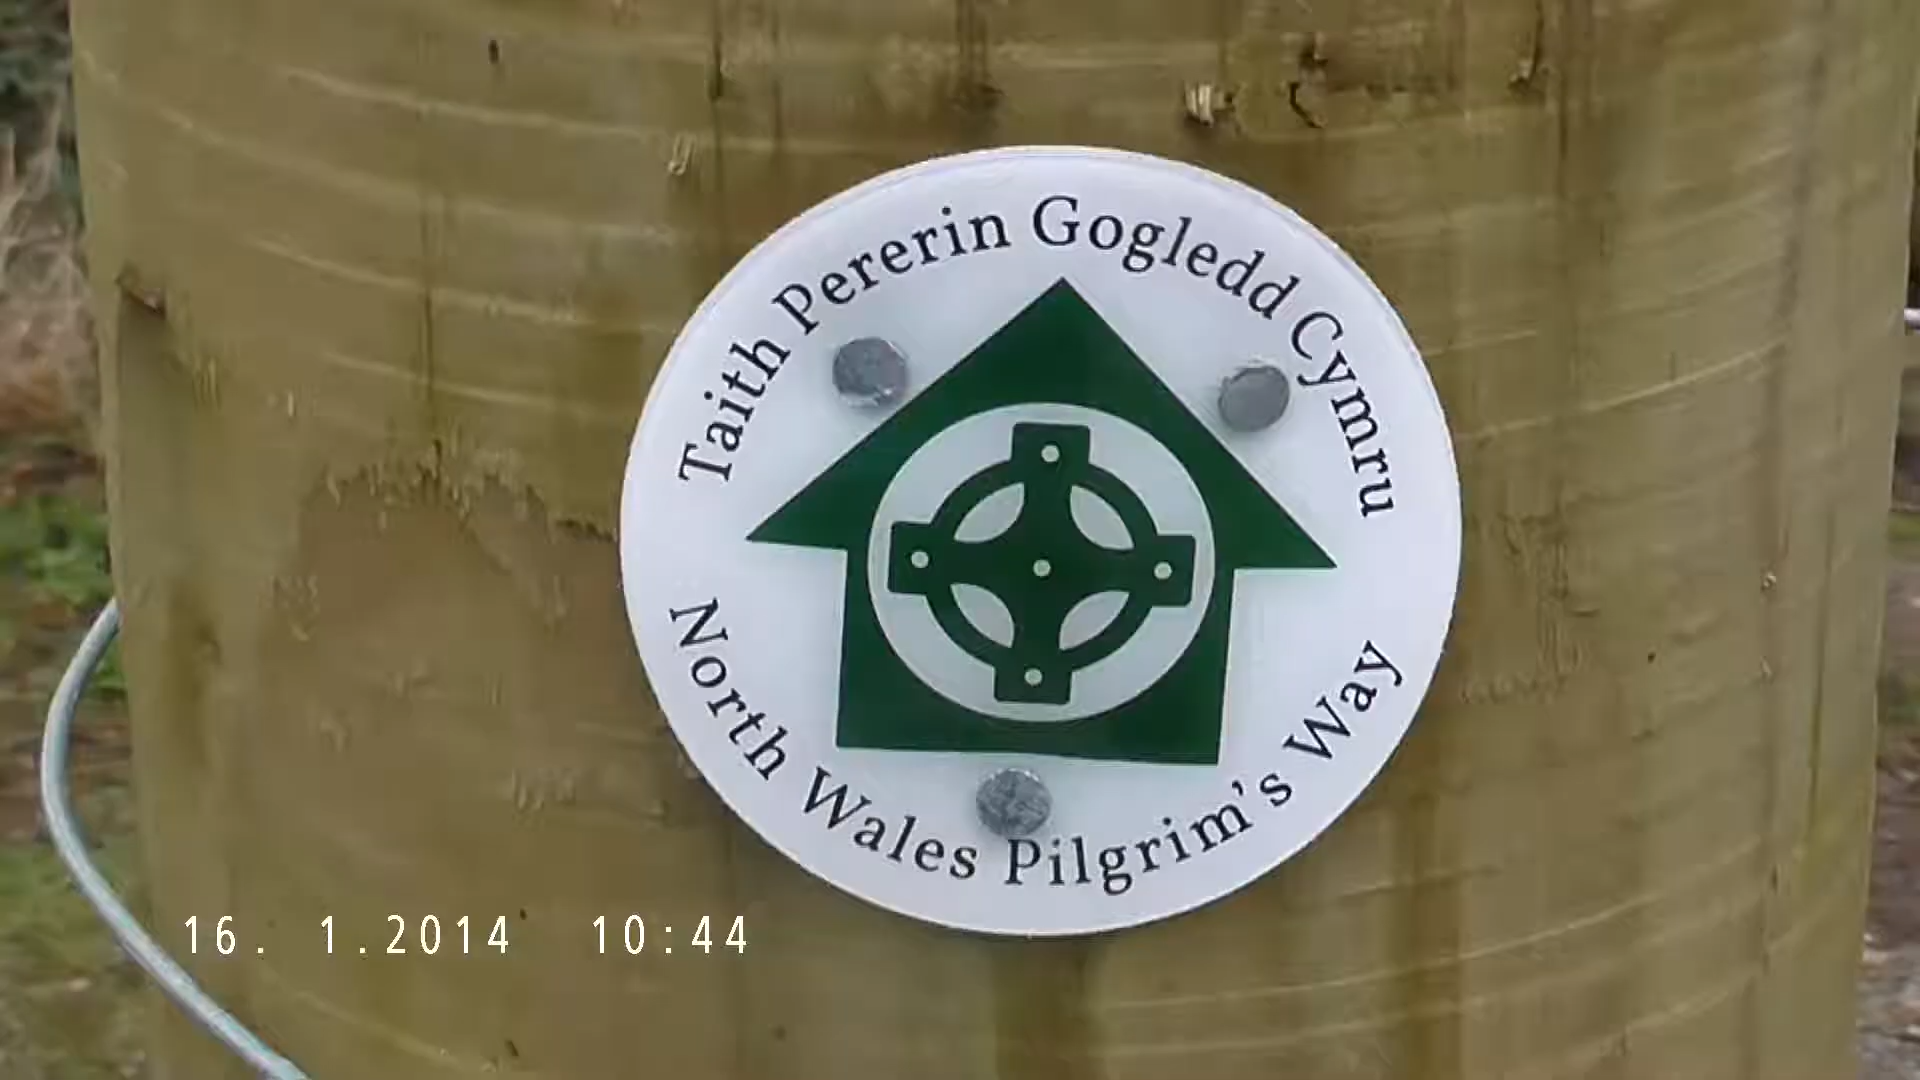 Taith Pererin Gogledd Cymru
North Wales Pilgrim's Way
16. 1.2014 10:44